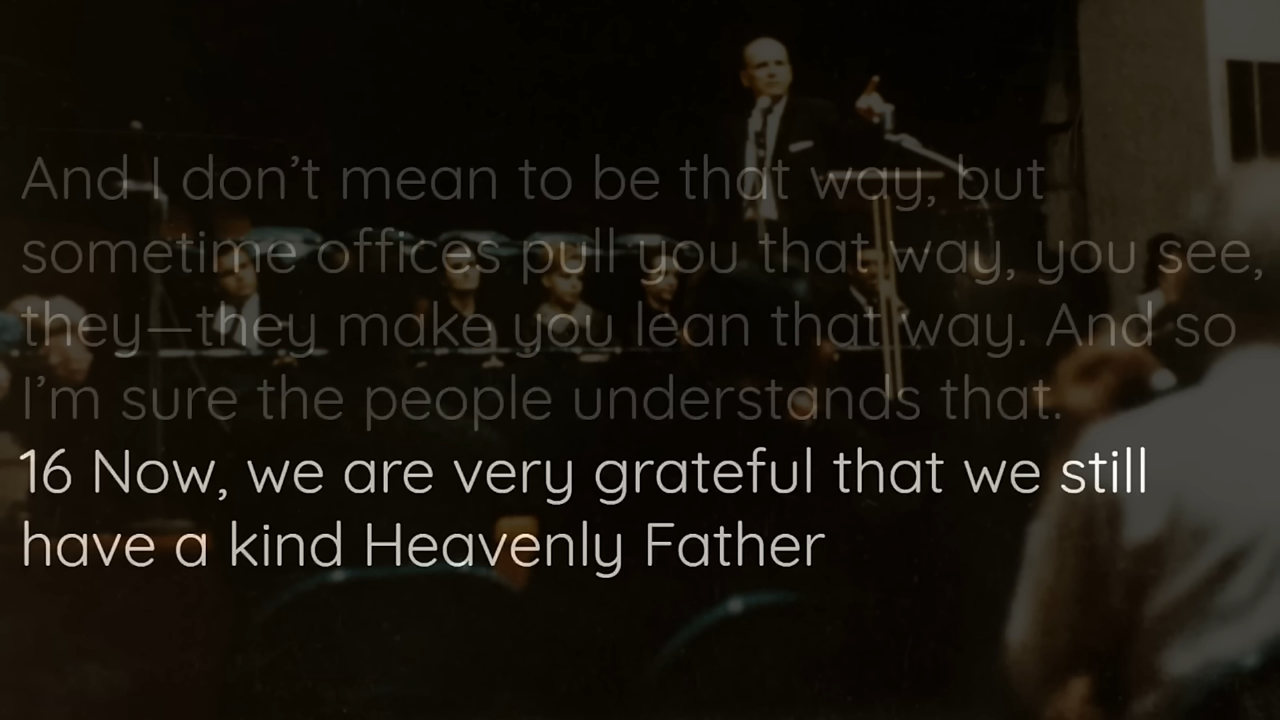 And I don’t mean to be that way, but
sometime offices pull you that way, you see,
they—they make you lean that way. And so
I’m sure the people understands that.
16 Now, we are very grateful that we still
have a kind Heavenly Father